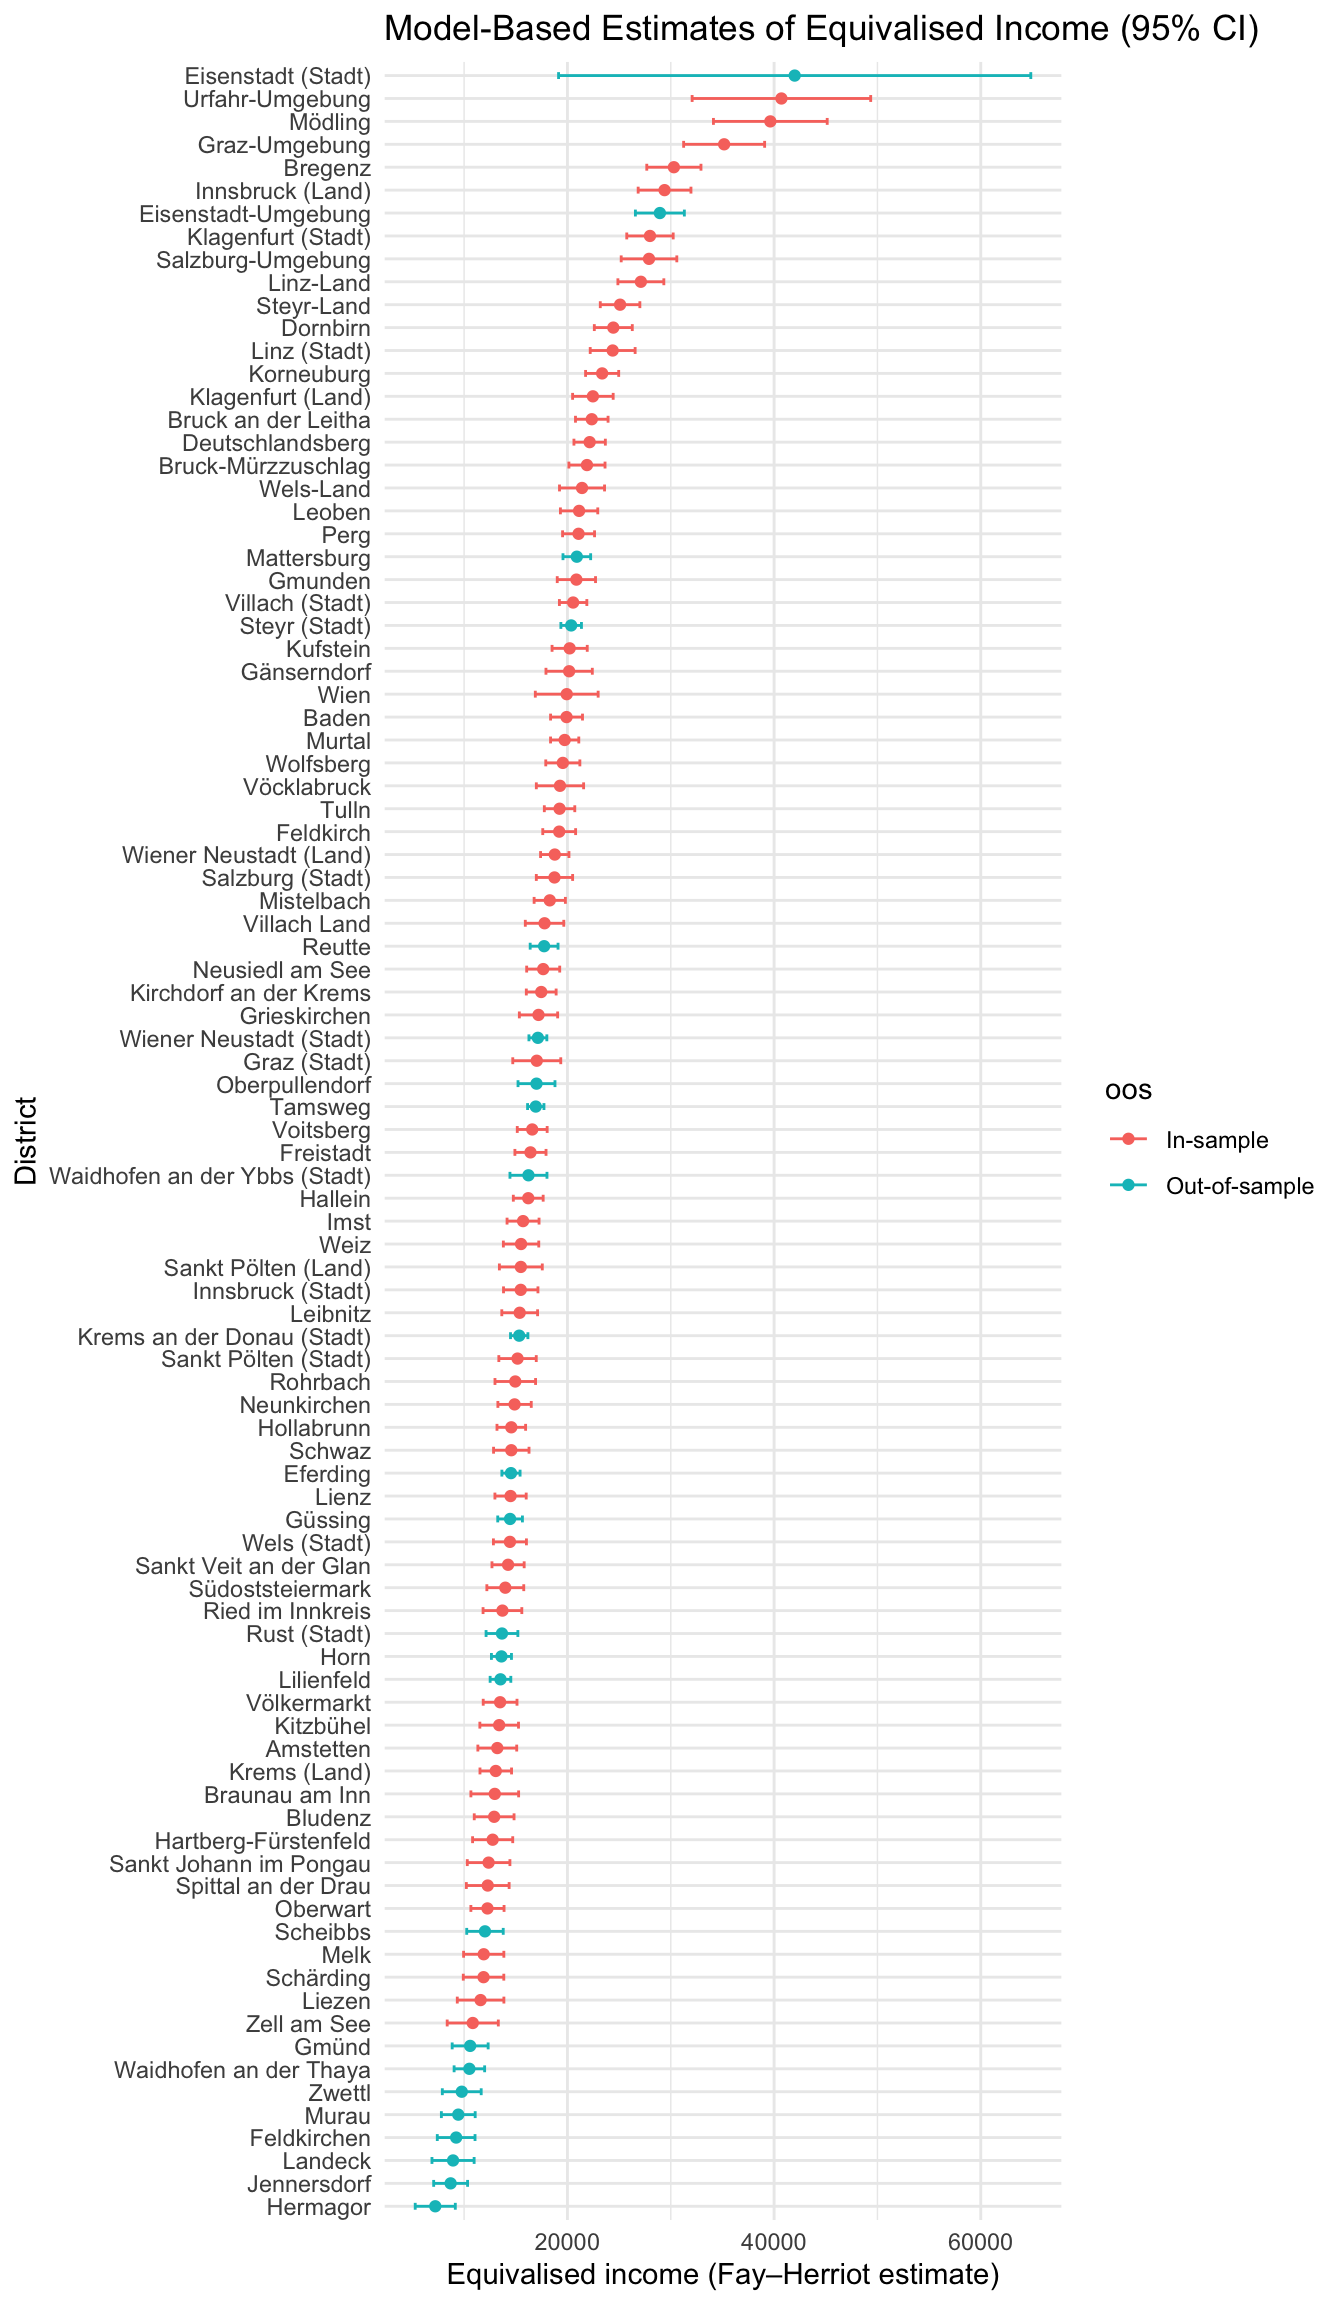 Model-Based Estimates of Equivalised Income (95% CI)
Eisenstadt (Stadt)
Urfahr-Umgebung
Mödling
Graz-Umgebung
Bregenz
Innsbruck (Land)
Eisenstadt-Umgebung
Klagenfurt (Stadt)
Salzburg-Umgebung
Linz-Land
Steyr-Land
Dornbirn
Linz (Stadt)
Korneuburg
Klagenfurt (Land)
Bruck an der Leitha
Deutschlandsberg
Bruck-Mürzzuschlag
Wels-Land
Leoben
Perg
Mattersburg
Gmunden
Villach (Stadt)
Steyr (Stadt)
Kufstein
Gänserndorf
Wien
Baden
Murtal
Wolfsberg
Vöcklabruck
Tulln
Feldkirch
Wiener Neustadt (Land)
Salzburg (Stadt)
Mistelbach
Villach Land
Reutte
Neusiedl am See
Kirchdorf an der Krems
Grieskirchen
Wiener Neustadt (Stadt)
Graz (Stadt)
Oberpullendorf
Tamsweg
Voitsberg
Freistadt
Waidhofen an der Ybbs (Stadt)
Hallein
Imst
Weiz
Sankt Pölten (Land)
Innsbruck (Stadt)
Leibnitz
Krems an der Donau (Stadt)
Sankt Pölten (Stadt)
Rohrbach
Neunkirchen
Hollabrunn
Schwaz
Eferding
Lienz
Güssing
Wels (Stadt)
Sankt Veit an der Glan
Südoststeiermark
Ried im Innkreis
Rust (Stadt)
Horn
Lilienfeld
Völkermarkt
Kitzbühel
Amstetten
Krems (Land)
Braunau am Inn
Bludenz
Hartberg-Fürstenfeld
Sankt Johann im Pongau
Spittal an der Drau
Oberwart
Scheibbs
Melk
Schärding
Liezen
Zell am See
Gmünd
Waidhofen an der Thaya
Zwettl
Murau
Feldkirchen
Landeck
Jennersdorf
Hermagor
District
20000 40000 60000
Equivalised income (Fay–Herriot estimate)
oos
In-sample
Out-of-sample